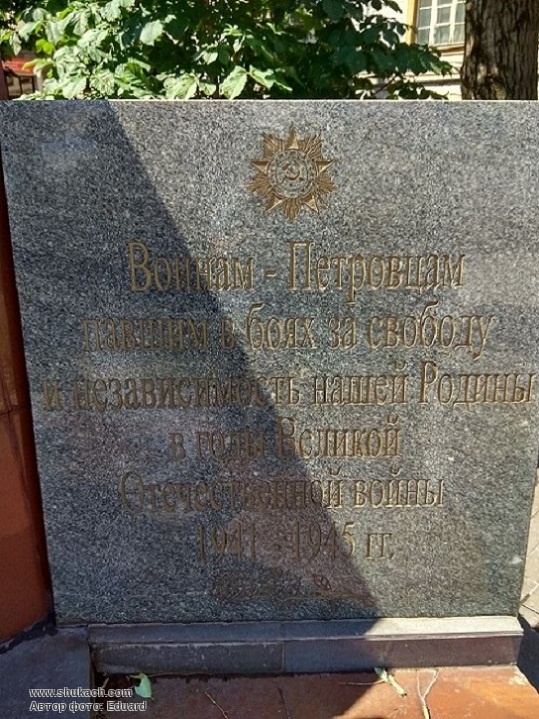 Воинам - Петровцам
павшим в боях за свободу
и независимость нашей Родины
в годы Великой
Отечественной войны
1941 - 1945 гг.
www.shukach.com
Автор фото: Eduard